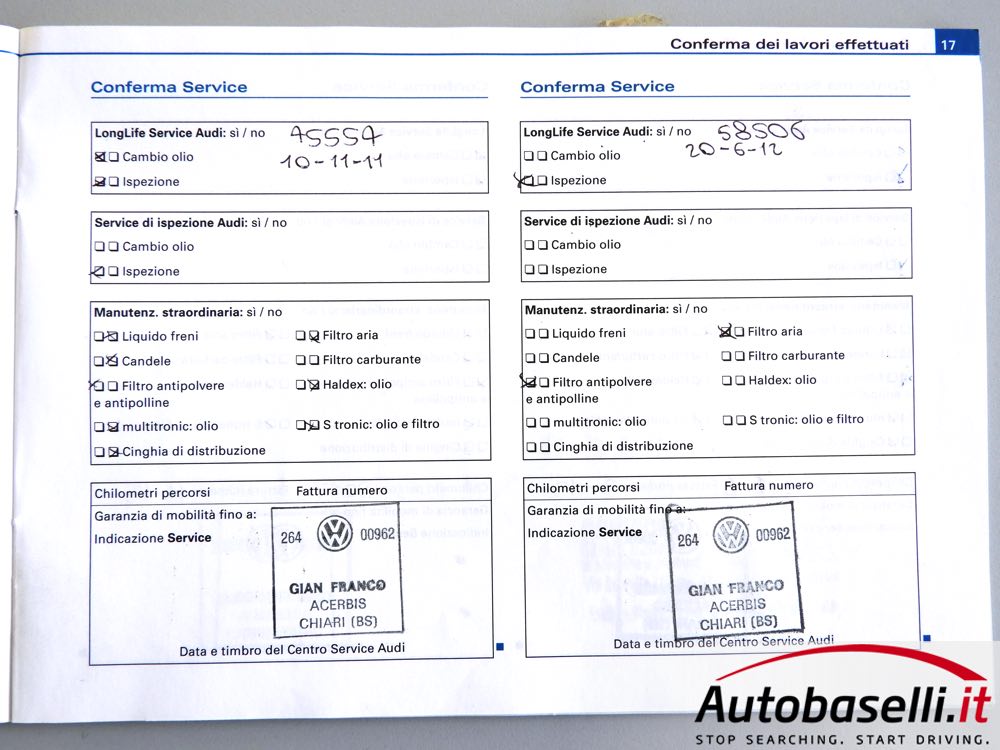 Conferma dei lavori effettuati 17
Conferma Service
LongLife Service Audi: sì / no 45554
Cambio olio 10-11-11
Ispezione
Service di ispezione Audi: sì / no
Cambio olio
Ispezione
Manutenz. straordinaria: sì / no
Liquido freni Filtro aria
Candele Filtro carburante
Filtro antipolvere Haldex: olio
e antipolline
multitronic: olio S tronic: olio e filtro
Cinghia di distribuzione
Chilometri percorsi Fattura numero
Garanzia di mobilità fino a:
Indicazione Service
264 00962
GIAN FRANCO
ACERBIS
CHIARI (BS)
Data e timbro del Centro Service Audi
Conferma Service
LongLife Service Audi: sì / no 58506
Cambio olio 20-6-12
Ispezione
Service di ispezione Audi: sì / no
Cambio olio
Ispezione
Manutenz. straordinaria: sì / no
Liquido freni Filtro aria
Candele Filtro carburante
Filtro antipolvere Haldex: olio
e antipolline
multitronic: olio S tronic: olio e filtro
Cinghia di distribuzione
Chilometri percorsi Fattura numero
Garanzia di mobilità fino a:
Indicazione Service
264 00962
GIAN FRANCO
ACERBIS
CHIARI (BS)
Data e timbro del Centro Service Audi
Autobaselli.it
STOP SEARCHING. START DRIVING.